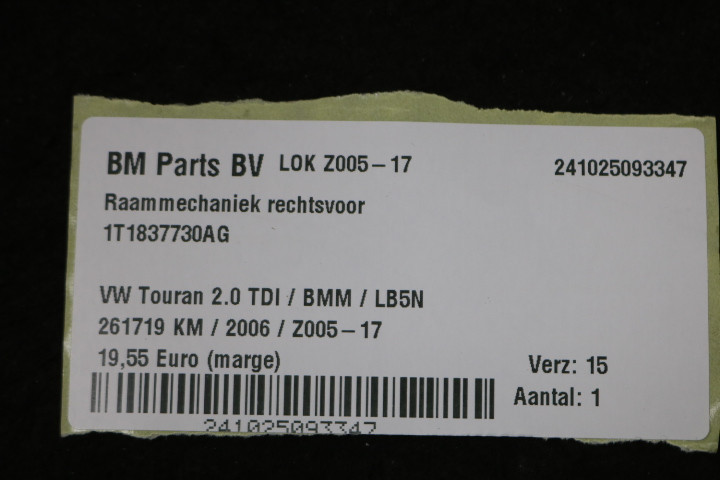 BM Parts BV LOK Z005-17 241025093347
Raammechaniek rechtsvoor
1T1837730AG
VW Touran 2.0 TDI / BMM / LB5N
261719 KM / 2006 / Z005-17
19,55 Euro (marge) Verz: 15
Aantal: 1
241025093347